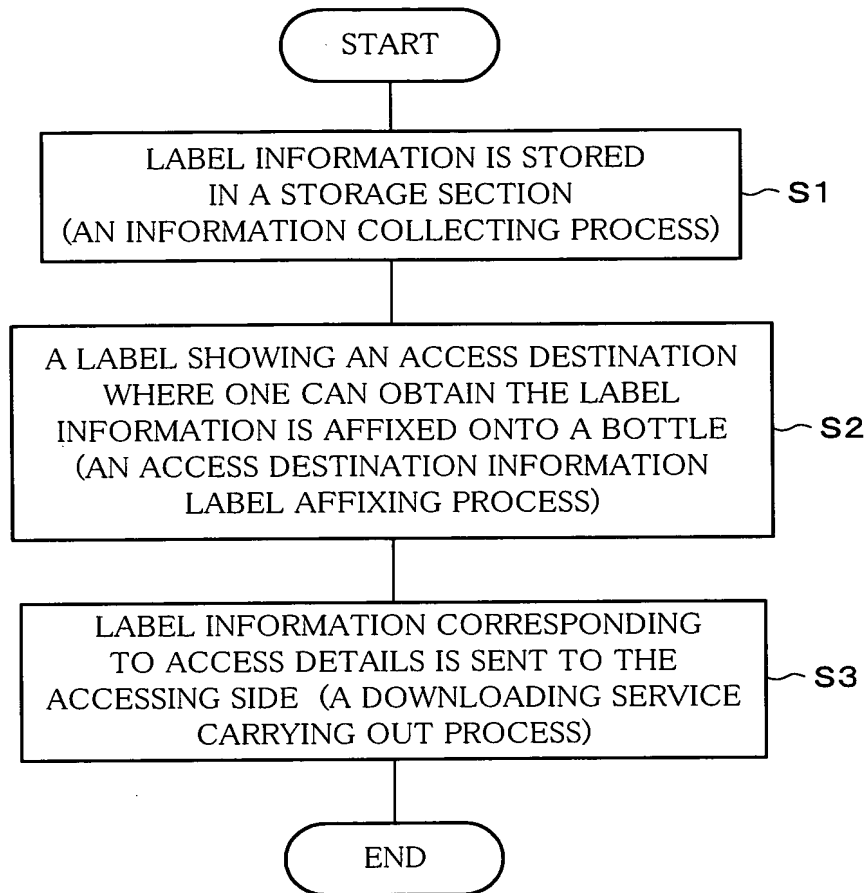 START
LABEL INFORMATION IS STORED
IN A STORAGE SECTION
(AN INFORMATION COLLECTING PROCESS)
S1
A LABEL SHOWING AN ACCESS DESTINATION
WHERE ONE CAN OBTAIN THE LABEL
INFORMATION IS AFFIXED ONTO A BOTTLE
(AN ACCESS DESTINATION INFORMATION
LABEL AFFIXING PROCESS)
S2
LABEL INFORMATION CORRESPONDING
TO ACCESS DETAILS IS SENT TO THE
ACCESSING SIDE (A DOWNLOADING SERVICE
CARRYING OUT PROCESS)
S3
END